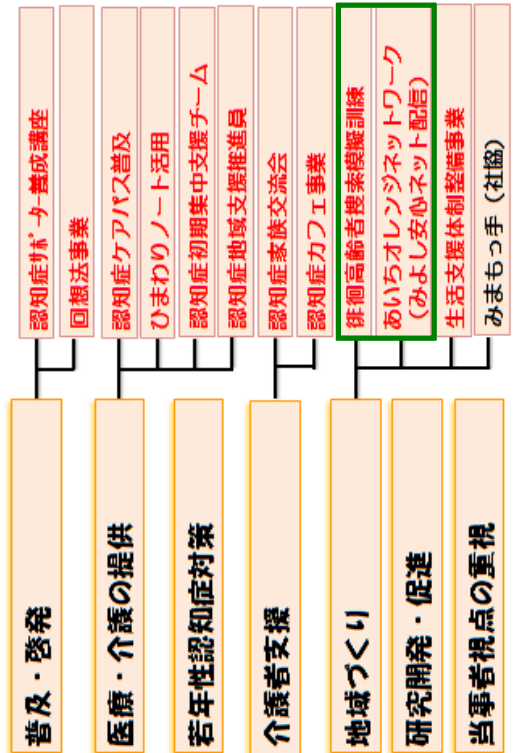 普及・啓発
認知症ｻﾎﾟｰﾀｰ養成講座
回想法事業
医療・介護の提供
認知症ケアパス普及
ひまわりノート活用
認知症初期集中支援チーム
認知症地域支援推進員
若年性認知症対策
介護者支援
認知症家族交流会
認知症カフェ事業
地域づくり
徘徊高齢者捜索模擬訓練
あいちオレンジネットワーク
（みよし安心ネット配信）
生活支援体制整備事業
みまもっ手（社協）
研究開発・促進
当事者視点の重視